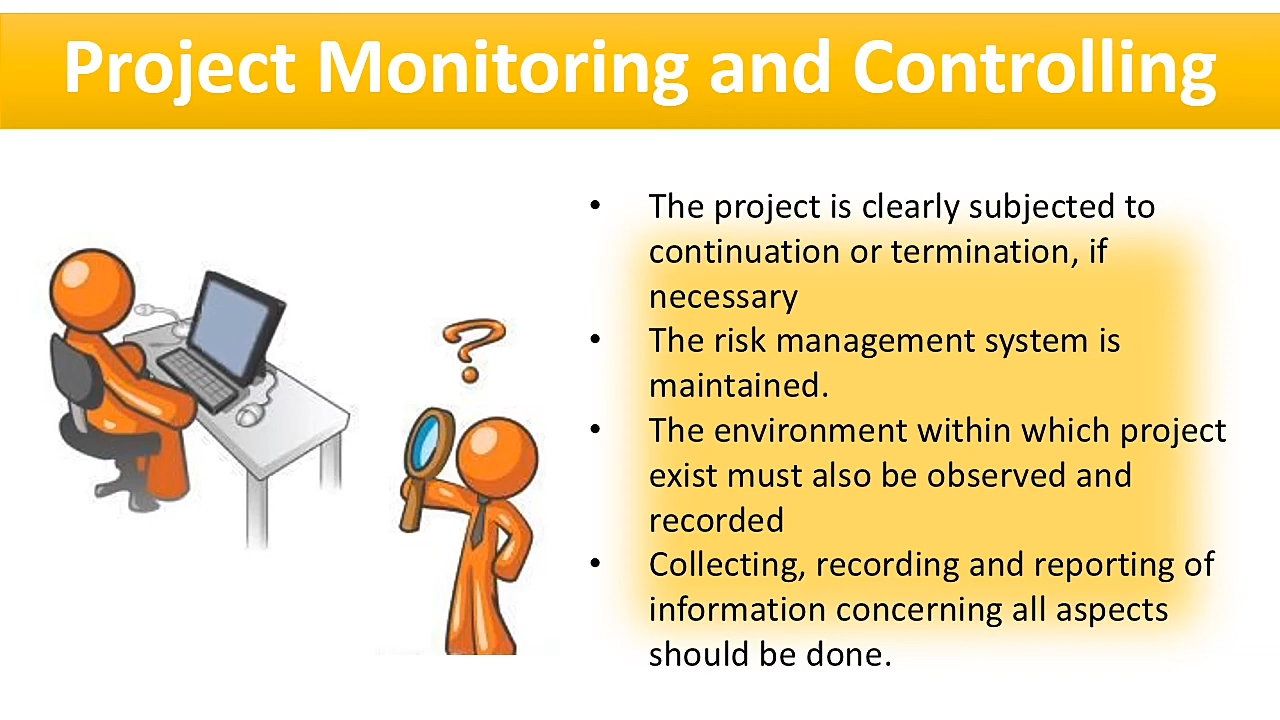 Project Monitoring and Controlling
• The project is clearly subjected to
continuation or termination, if
necessary
• The risk management system is
maintained.
• The environment within which project
exist must also be observed and
recorded
• Collecting, recording and reporting of
information concerning all aspects
should be done.
?